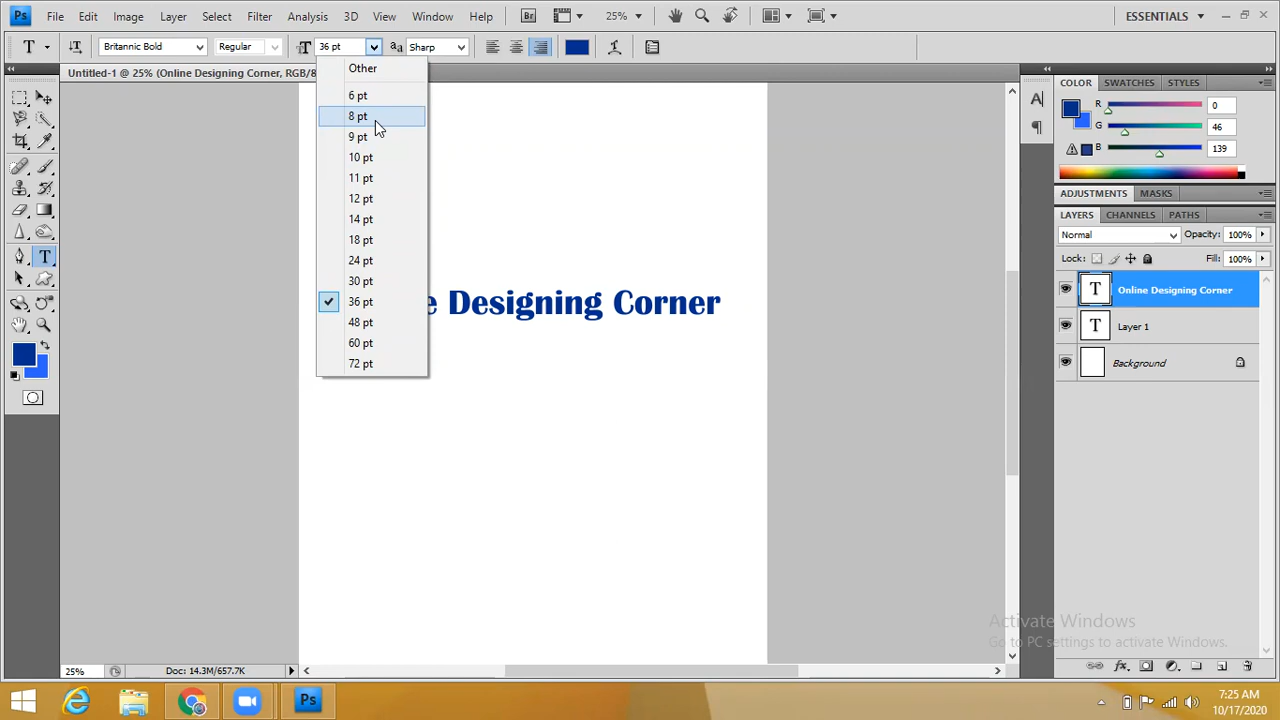 Ps File Edit Image Layer Select Filter Analysis 3D View Window Help Br 25% ESSENTIALS
T Britannic Bold Regular 36 pt aa Sharp
Untitled-1 @ 25% (Online Designing Corner, RGB/8
Other
6 pt
8 pt
9 pt
10 pt
11 pt
12 pt
14 pt
18 pt
24 pt
30 pt
36 pt
48 pt
60 pt
72 pt
e Designing Corner
COLOR SWATCHES STYLES
R 0
G 46
B 139
ADJUSTMENTS MASKS
LAYERS CHANNELS PATHS
Normal Opacity: 100%
Lock: Fill: 100%
T Online Designing Corner
T Layer 1
Background
Activate Windows
Go to PC settings to activate Windows.
25% Doc: 14.3M/657.7K
Ps
7:25 AM
10/17/2020